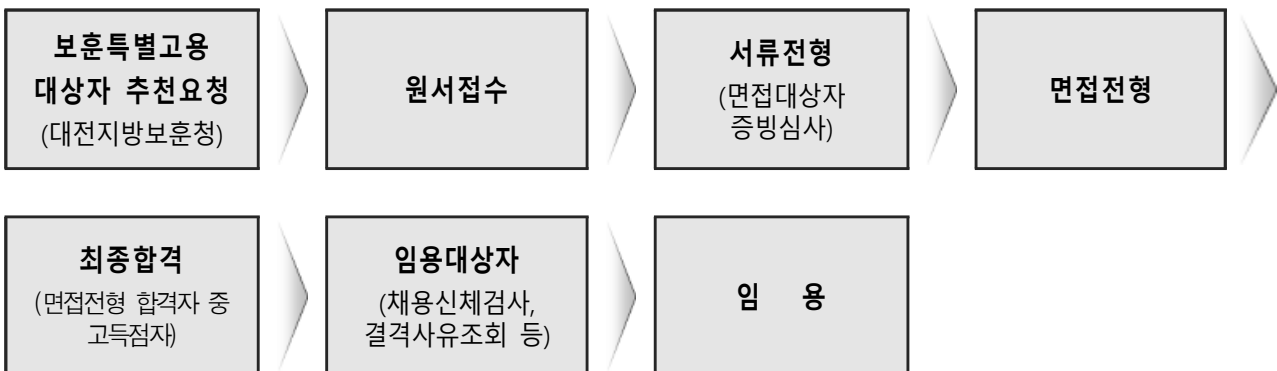 보훈특별고용
대상자 추천요청
(대전지방보훈청)
원서접수
서류전형
(면접대상자
증빙심사)
면접전형
최종합격
(면접전형 합격자 중
고득점자)
임용대상자
(채용신체검사,
결격사유조회 등)
임 용